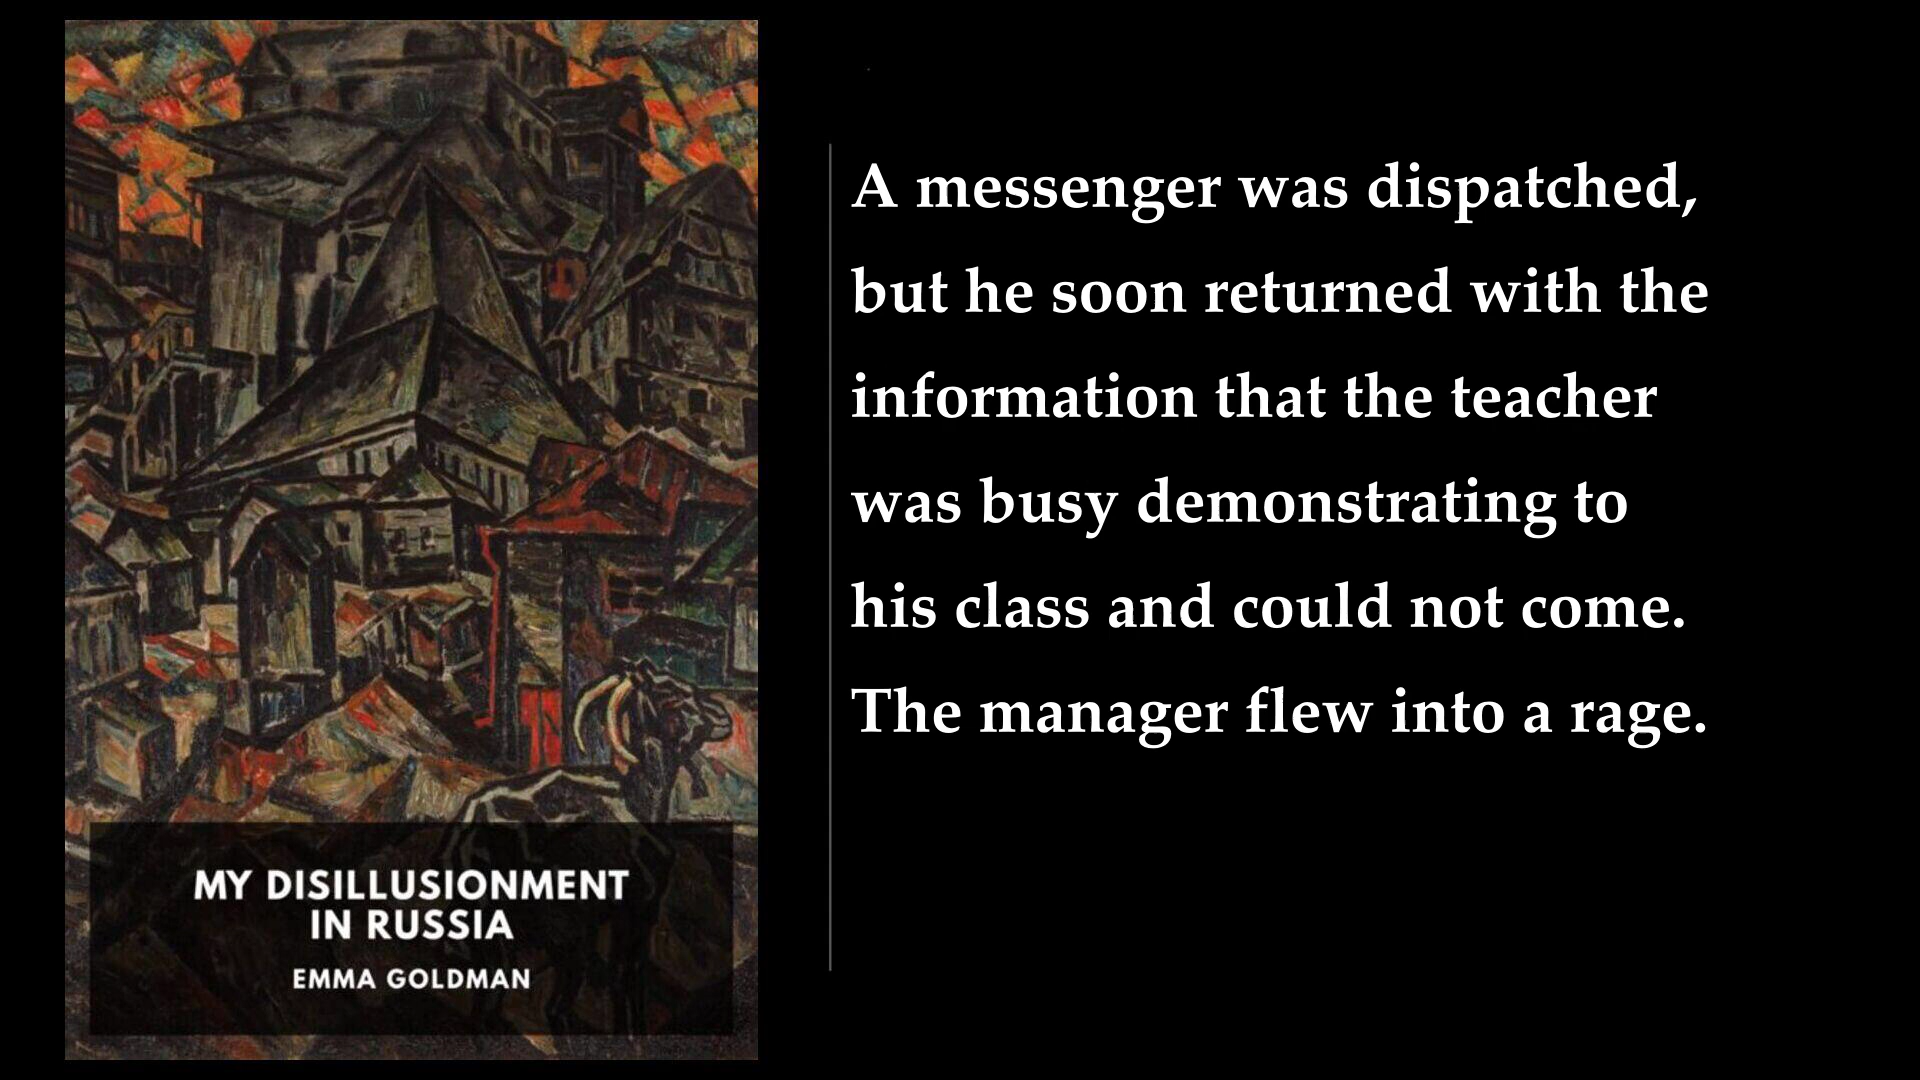 MY DISILLUSIONMENT
IN RUSSIA
EMMA GOLDMAN
A messenger was dispatched,
but he soon returned with the
information that the teacher
was busy demonstrating to
his class and could not come.
The manager flew into a rage.